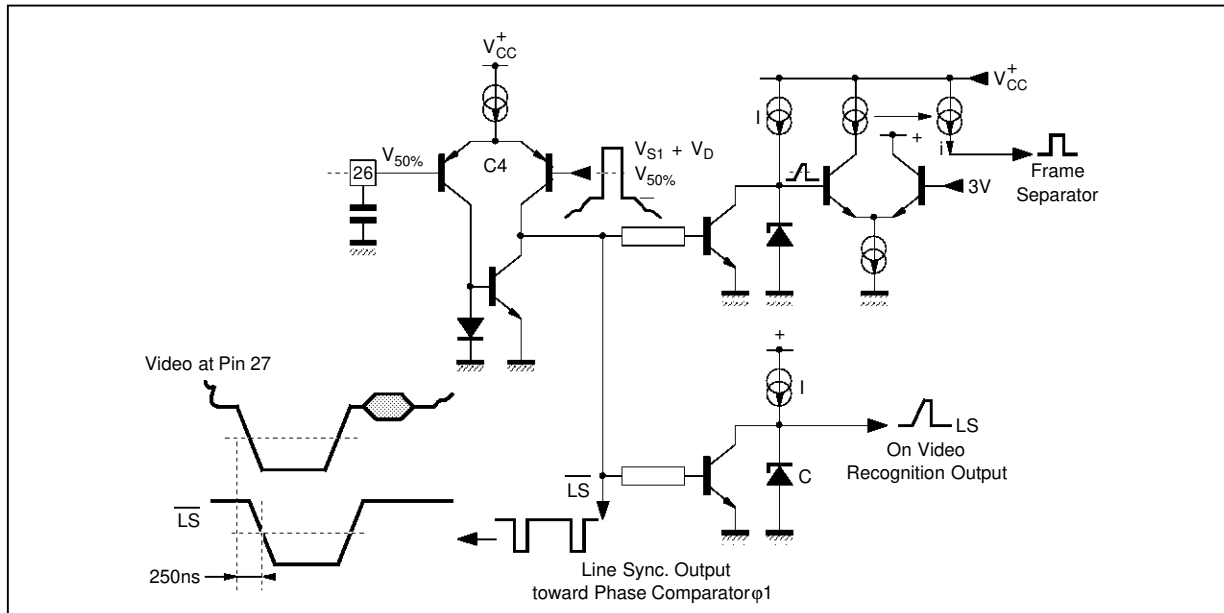 V+CC
V+CC
I
26
V50%
C4
VS1 + VD
V50%
+
i
3V
Frame
Separator
Video at Pin 27
+
I
LS
On Video
Recognition Output
C
LS
LS
250ns
Line Sync. Output
toward Phase Comparator φ1